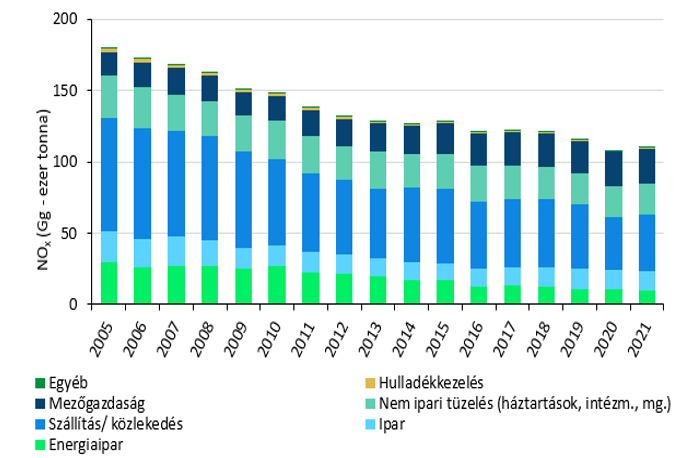 200
150
100
50
0
NOₓ (Gg - ezer tonna)
2005 2006 2007 2008 2009 2010 2011 2012 2013 2014 2015 2016 2017 2018 2019 2020 2021
Egyéb Hulladékkezelés
Mezőgazdaság Nem ipari tüzelés (háztartások, intézm., mg.)
Szállítás/ közlekedés Ipar
Energiaipar